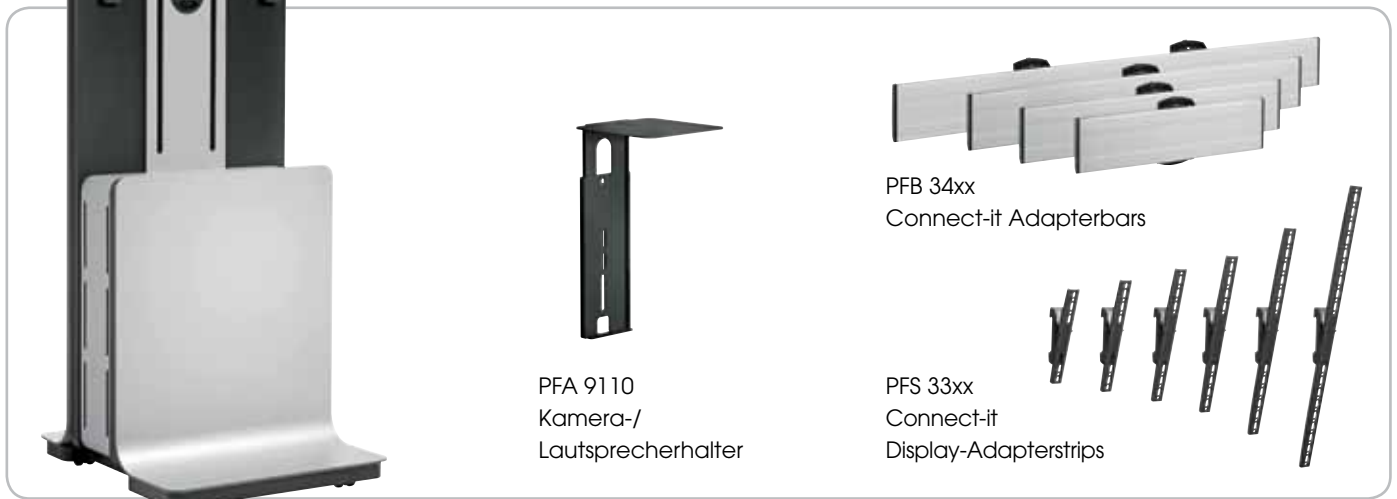 PFA 9110
Kamera-/
Lautsprecherhalter
PFB 34xx
Connect-it Adapterbars
PFS 33xx
Connect-it
Display-Adapterstrips